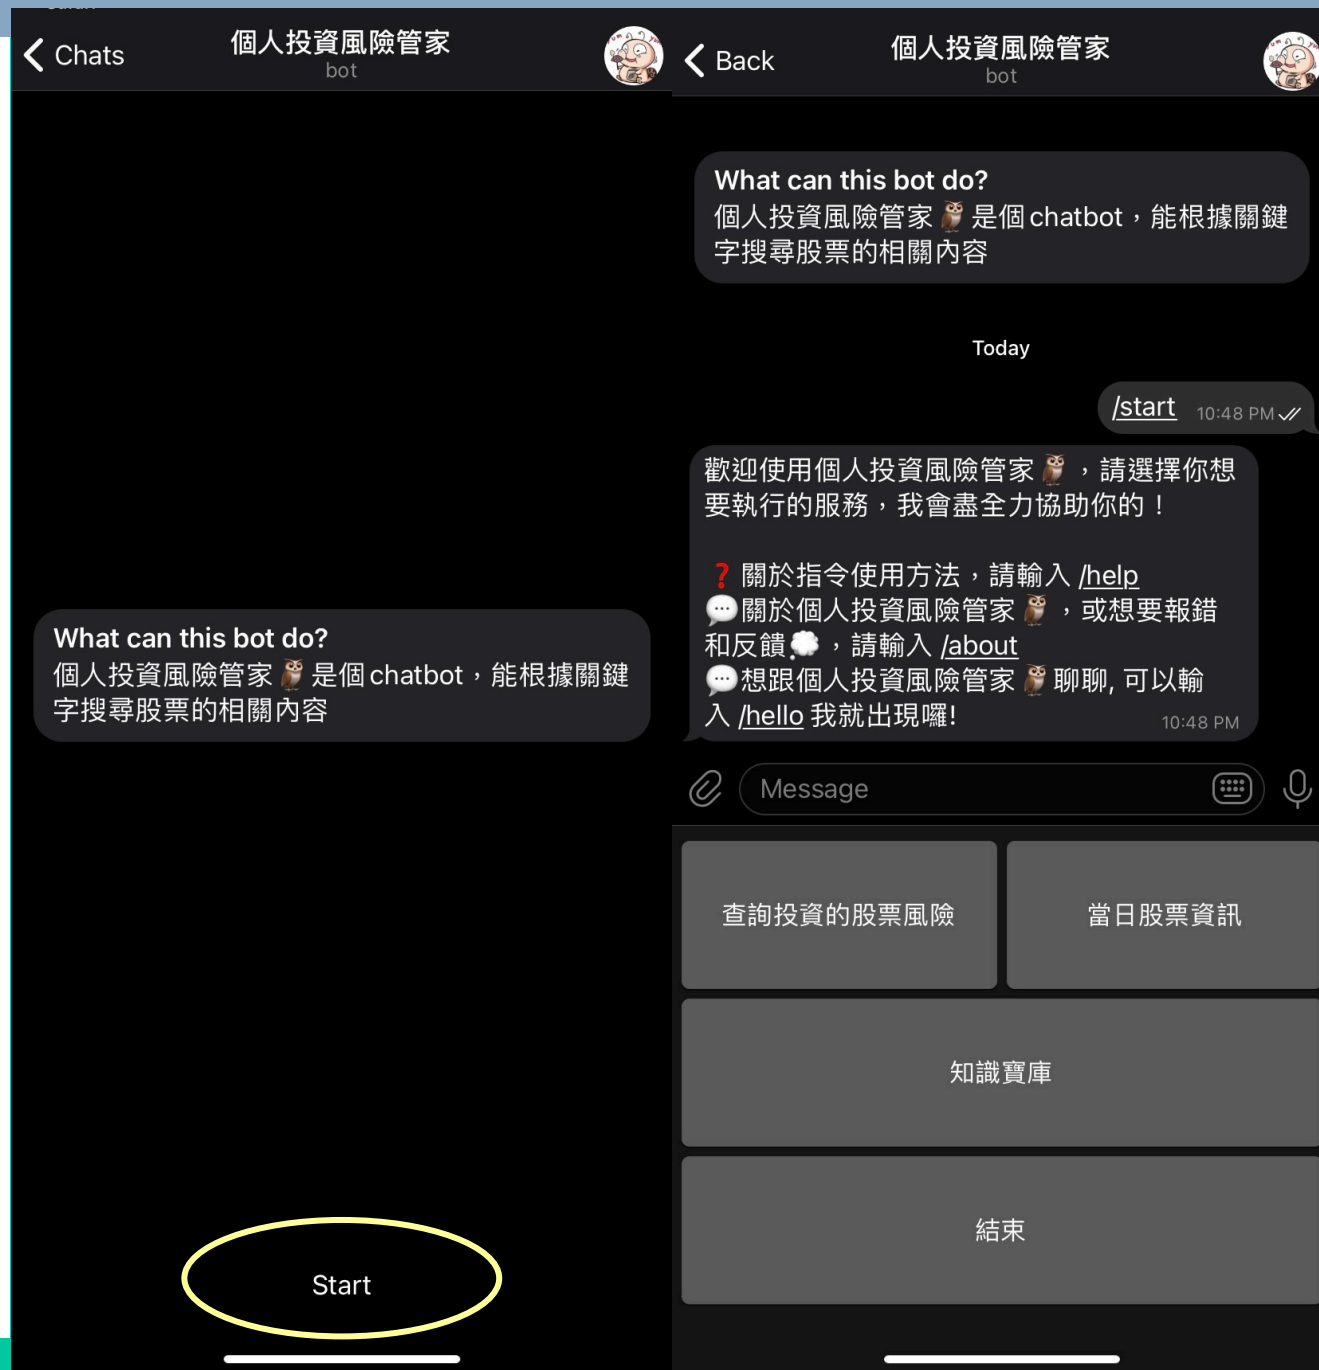 Chats
個人投資風險管家
bot
What can this bot do?
個人投資風險管家🦉是個chatbot，能根據關鍵
字搜尋股票的相關內容
Start
Back
個人投資風險管家
bot
What can this bot do?
個人投資風險管家🦉是個chatbot，能根據關鍵
字搜尋股票的相關內容
Today
/start 10:48 PM
歡迎使用個人投資風險管家🦉，請選擇你想
要執行的服務，我會盡全力協助你的！
❓關於指令使用方法，請輸入 /help
💬關於個人投資風險管家🦉，或想要報錯
和反饋💭，請輸入 /about
💬想跟個人投資風險管家🦉聊聊, 可以輸
入 /hello 我就出現囉!
10:48 PM
Message
查詢投資的股票風險
當日股票資訊
知識寶庫
結束